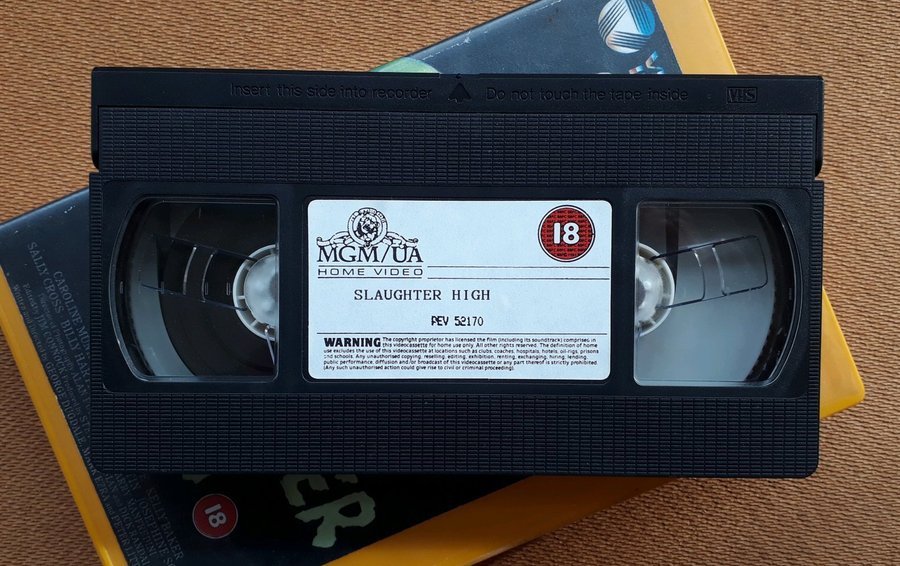 Insert this side into recorder Do not touch the tape inside VHS
MGM/UA
HOME VIDEO
18
SLAUGHTER HIGH
PEV 52170
WARNING The copyright proprietor has licensed the film (including its soundtrack) comprised in
this videocassette for home use only. All other rights reserved. The definition of home
use excludes the use of this videocassette at locations such as clubs, coaches, hospitals, hotels, oil-rigs, prisons
and schools. Any unauthorised copying, reselling, editing, exhibition, renting, exchanging, hiring, lending,
public performance, diffusion and/or broadcast of this videocassette or any part thereof is strictly prohibited.
(Any such unauthorised action could give rise to civil or criminal proceeding).
CAROLINE
SALLY CROSS
18
ER